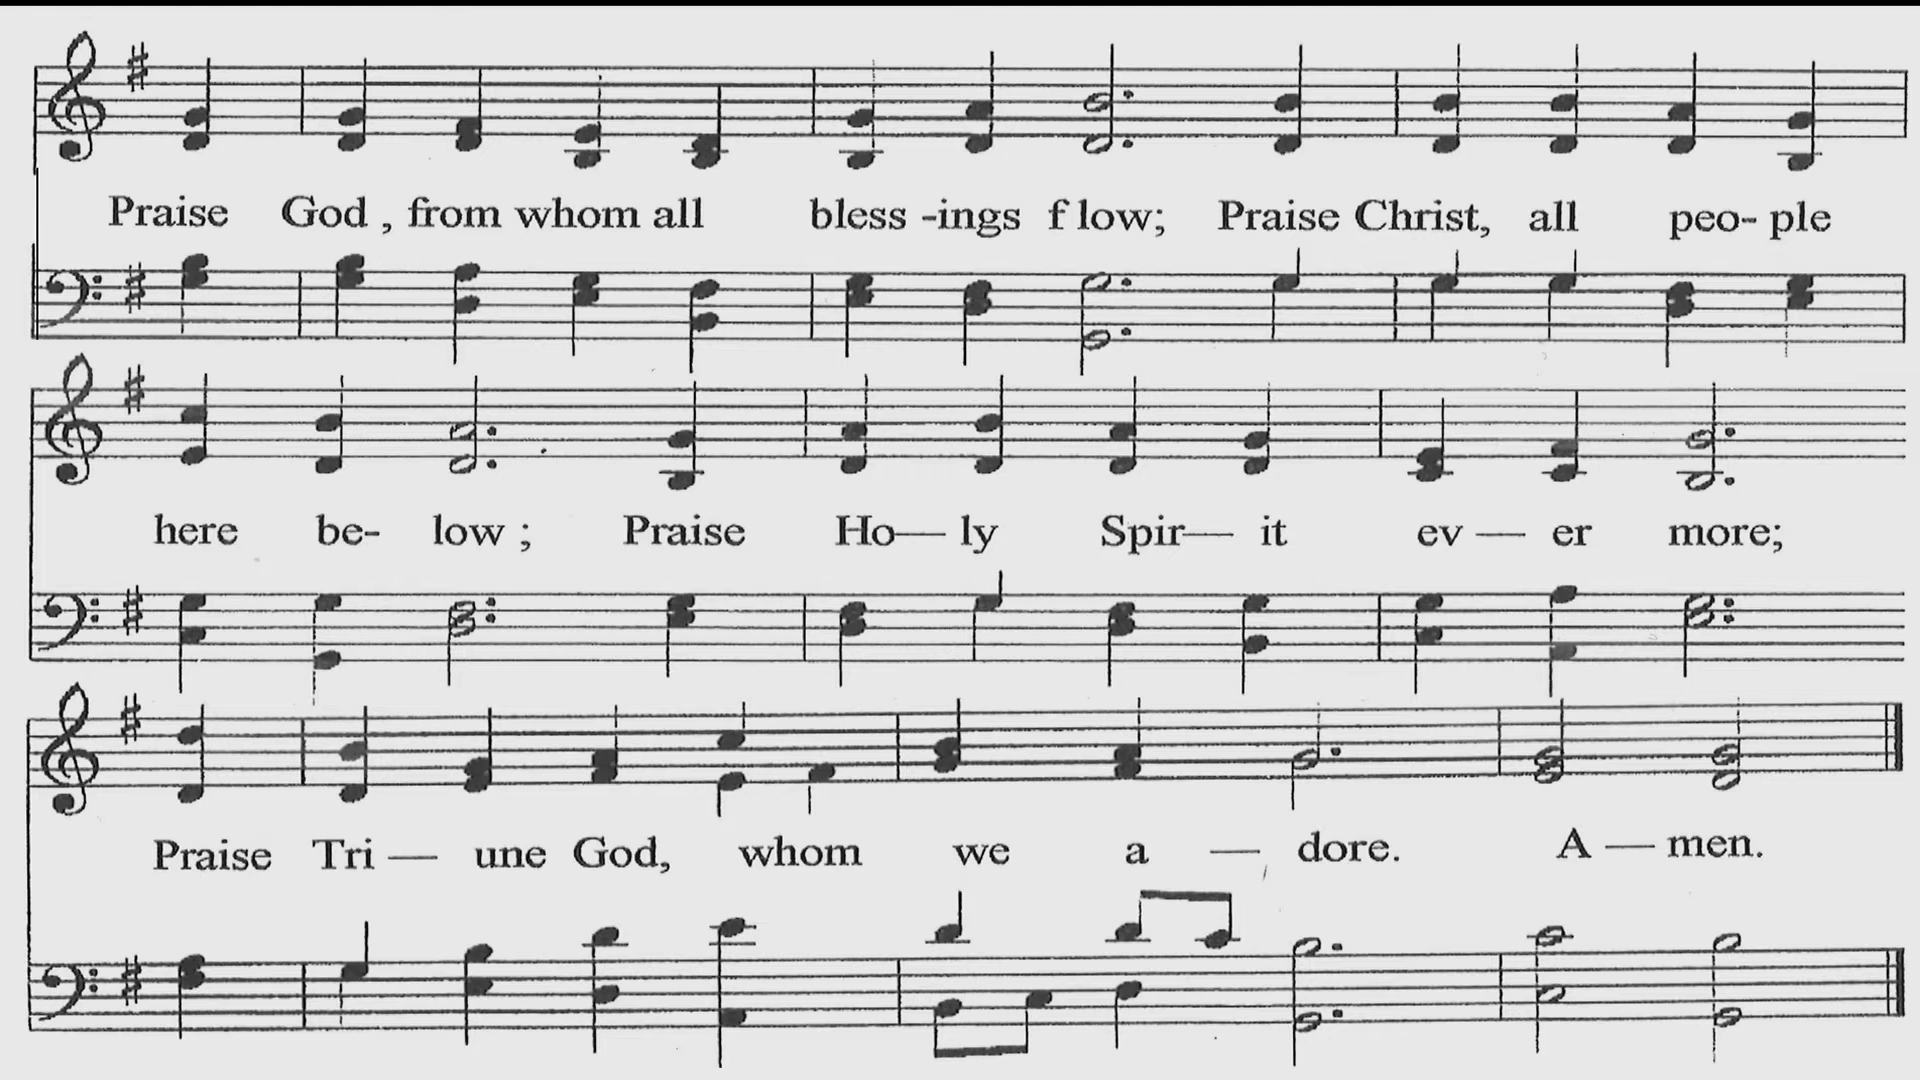 Praise God , from whom all bless -ings f low; Praise Christ, all peo- ple
here be- low ; Praise Ho— ly Spir— it ev — er more;
Praise Tri — une God, whom we a — dore. A — men.